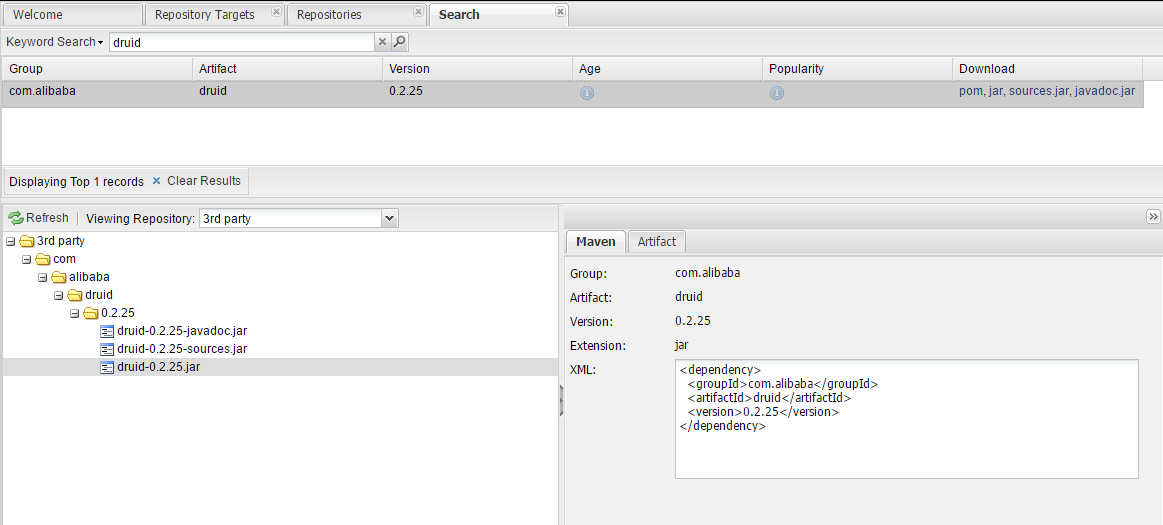 Welcome Repository Targets Repositories Search
Keyword Search druid
Group Artifact Version Age Popularity Download
com.alibaba druid 0.2.25 pom, jar, sources.jar, javadoc.jar
Displaying Top 1 records Clear Results
Refresh Viewing Repository: 3rd party
3rd party
com
alibaba
druid
0.2.25
druid-0.2.25-javadoc.jar
druid-0.2.25-sources.jar
druid-0.2.25.jar
Maven Artifact
Group: com.alibaba
Artifact: druid
Version: 0.2.25
Extension: jar
XML: <dependency>
<groupId>com.alibaba</groupId>
<artifactId>druid</artifactId>
<version>0.2.25</version>
</dependency>